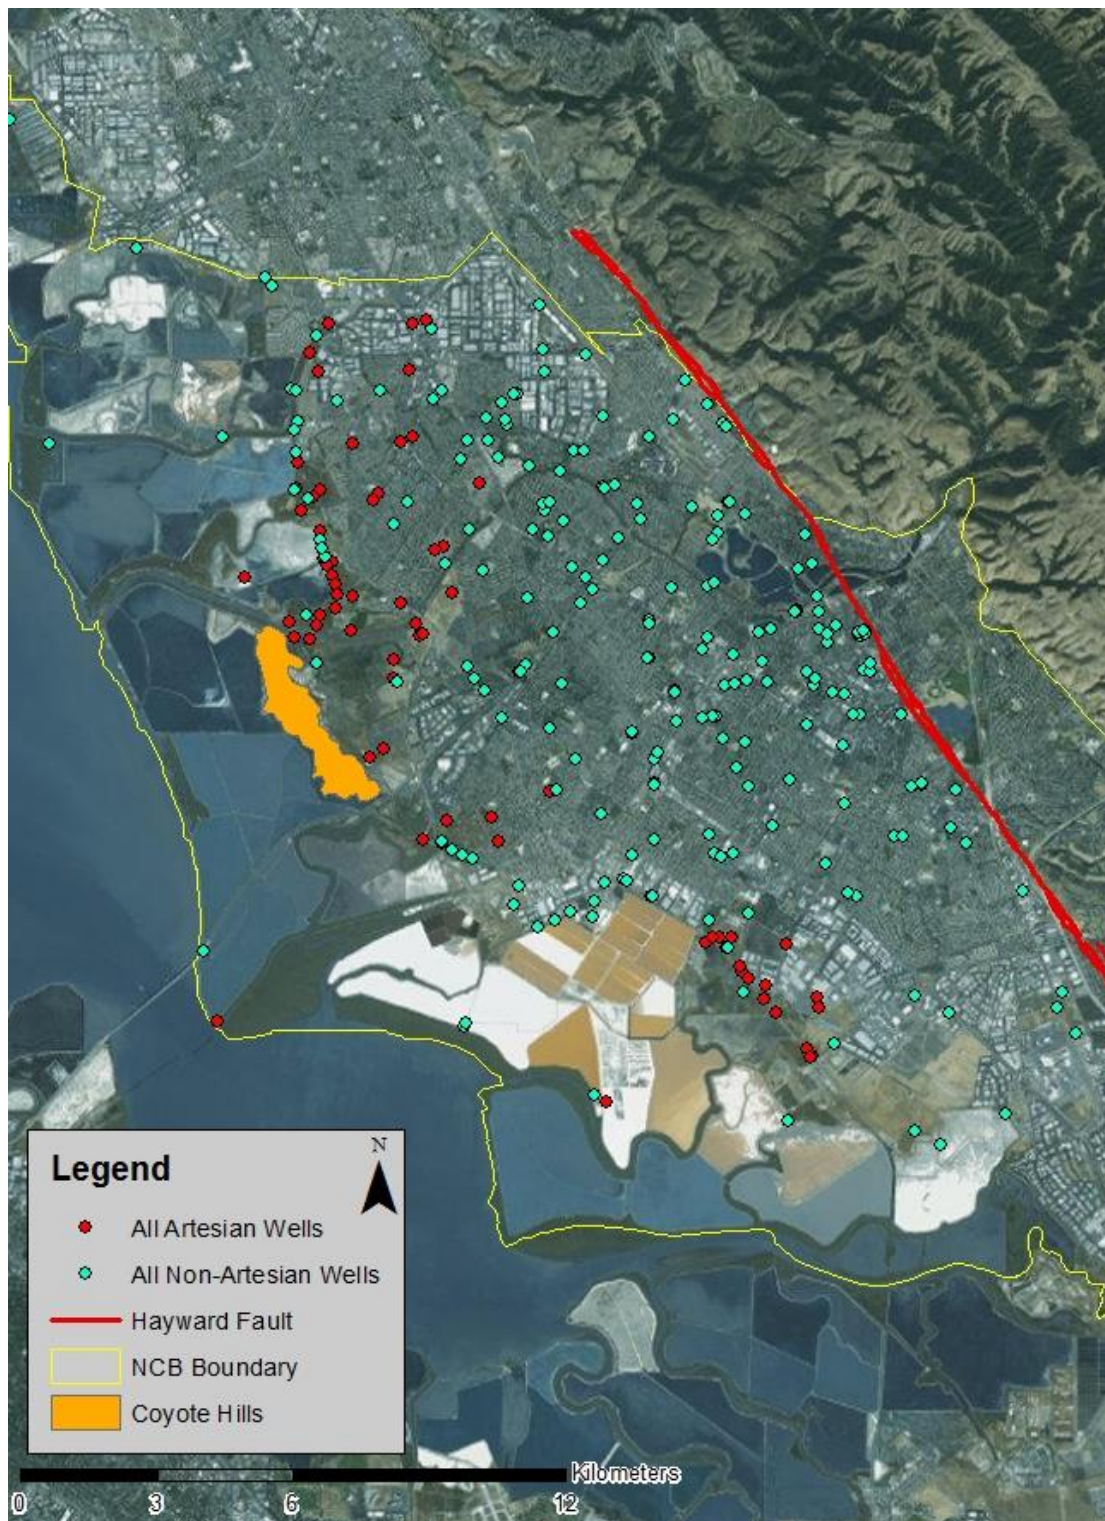 N
Legend
All Artesian Wells
All Non-Artesian Wells
Hayward Fault
NCB Boundary
Coyote Hills
Kilometers
0 3 6 12